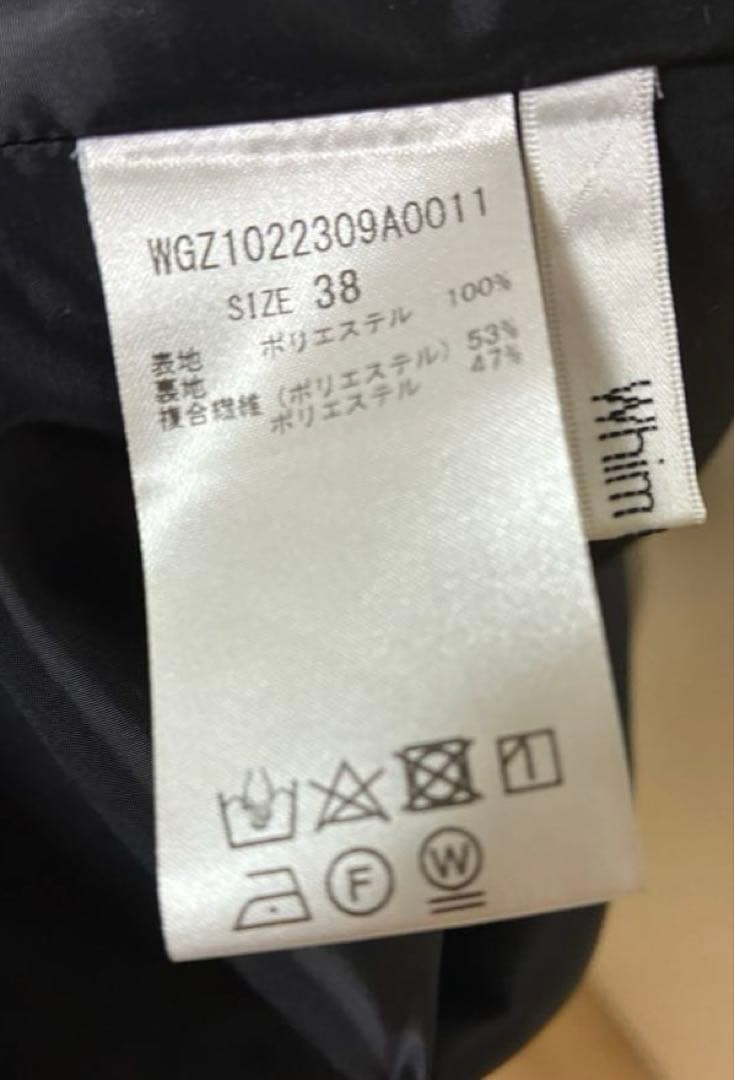 WGZ1022309A0011
SIZE 38
表地 ポリエステル 100%
裏地
複合繊維 (ポリエステル) 53%
ポリエステル 47%
F
W
Whim